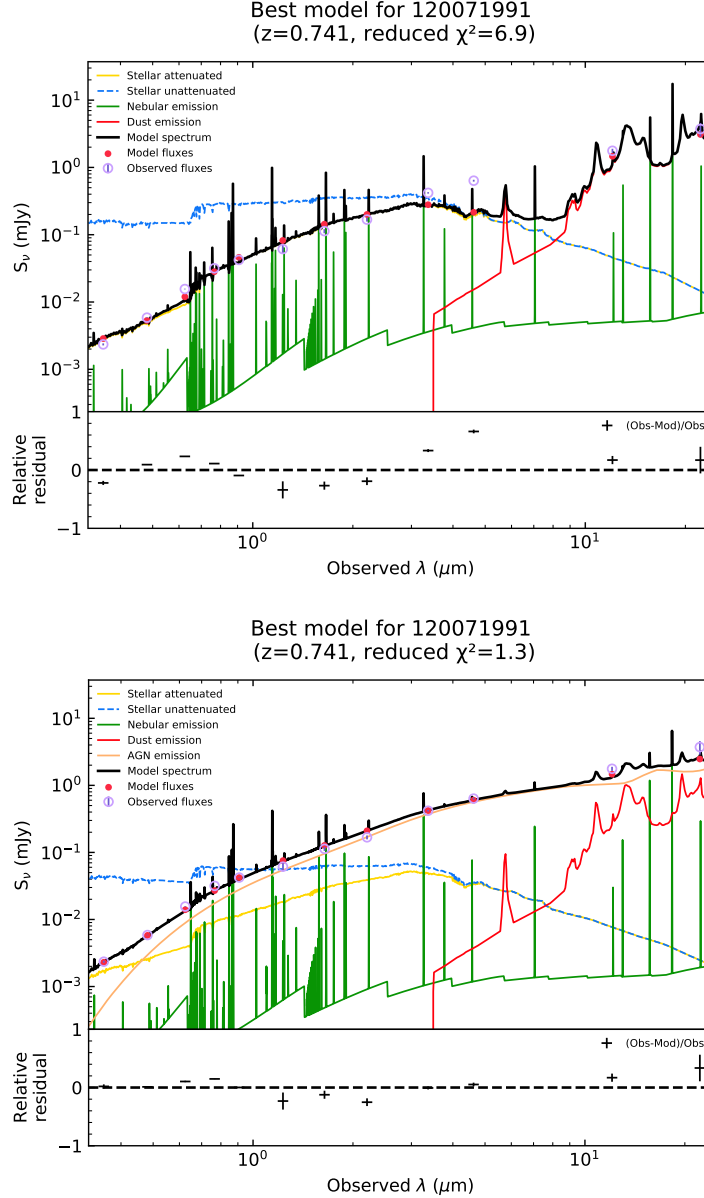 Best model for 120071991
(z=0.741, reduced χ²=6.9)
Stellar attenuated
Stellar unattenuated
Nebular emission
Dust emission
Model spectrum
Model fluxes
Observed fluxes
10¹
10⁰
10⁻¹
10⁻²
10⁻³
Sν (mJy)
(Obs-Mod)/Obs
1
0
−1
Relative
residual
10⁰
10¹
Observed λ (μm)
Best model for 120071991
(z=0.741, reduced χ²=1.3)
Stellar attenuated
Stellar unattenuated
Nebular emission
Dust emission
AGN emission
Model spectrum
Model fluxes
Observed fluxes
10¹
10⁰
10⁻¹
10⁻²
10⁻³
Sν (mJy)
(Obs-Mod)/Obs
1
0
−1
Relative
residual
10⁰
10¹
Observed λ (μm)